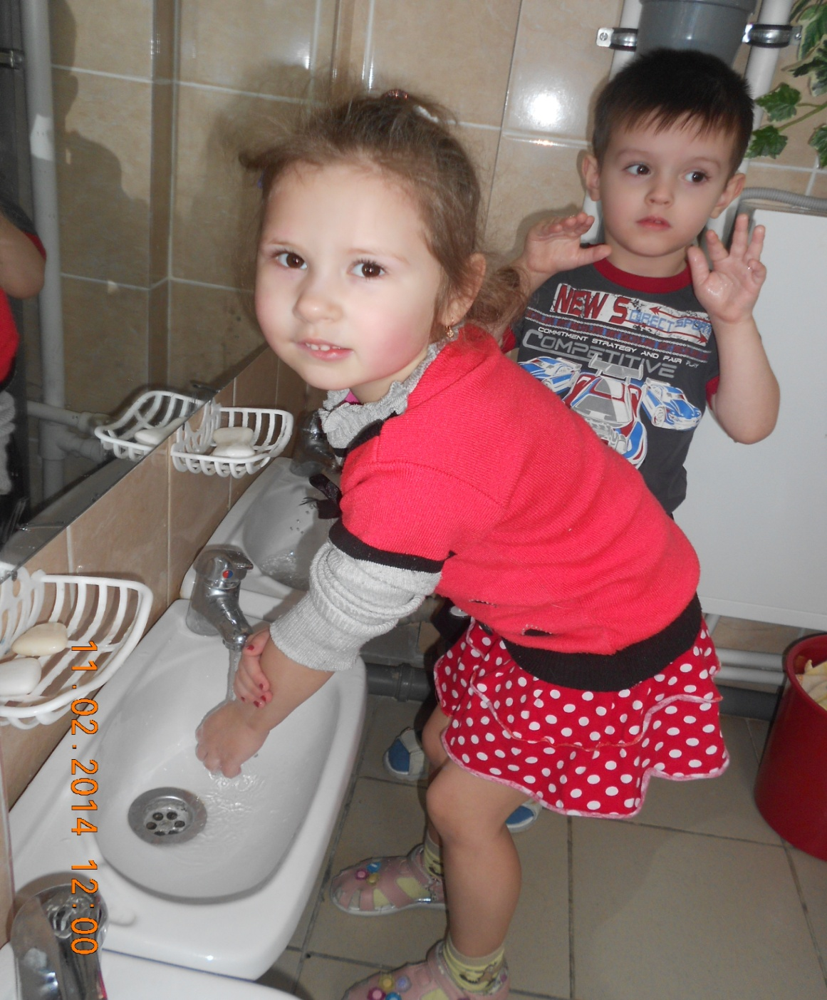 NEW S
DIRECT SPORT
COMMITMENT STRATEGY AND FAIR PLAY
COMPETITIVE
11.02.2014 12:00